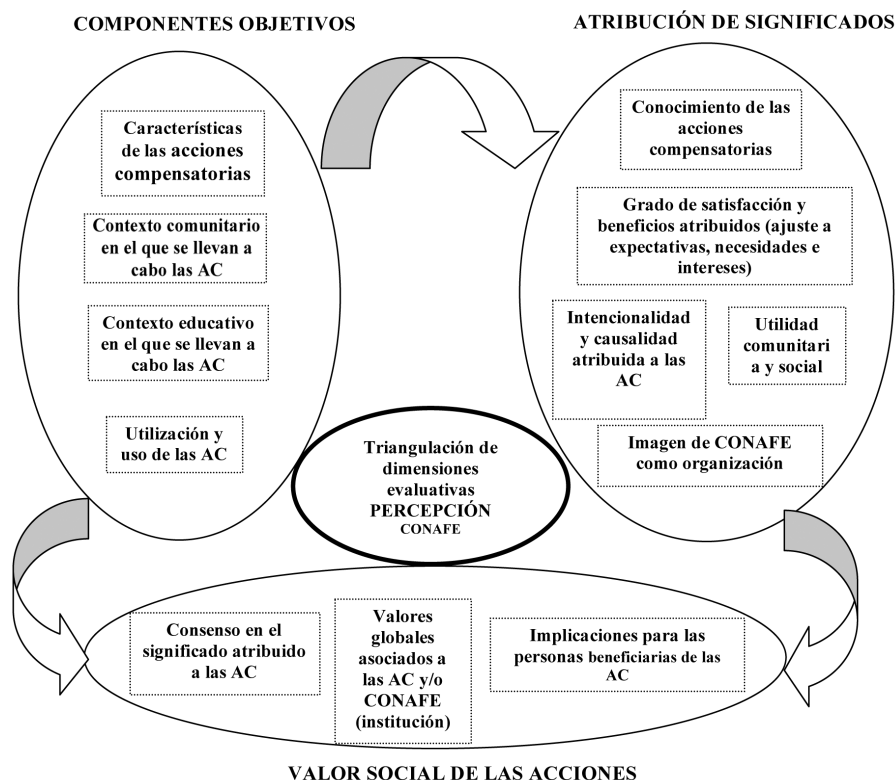 COMPONENTES OBJETIVOS
ATRIBUCIÓN DE SIGNIFICADOS
Características
de las acciones
compensatorias
Contexto comunitario
en el que se llevan a
cabo las AC
Contexto educativo
en el que se llevan a
cabo las AC
Utilización y
uso de las AC
Conocimiento de las
acciones
compensatorias
Grado de satisfacción y
beneficios atribuidos (ajuste a
expectativas, necesidades e
intereses)
Intencionalidad
y causalidad
atribuida a las
AC
Utilidad
comunitari
a y social
Imagen de CONAFE
como organización
Triangulación de
dimensiones
evaluativas
PERCEPCIÓN
CONAFE
Consenso en el
significado atribuido
a las AC
Valores
globales
asociados a
las AC y/o
CONAFE
(institución)
Implicaciones para las
personas beneficiarias de las
AC
VALOR SOCIAL DE LAS ACCIONES